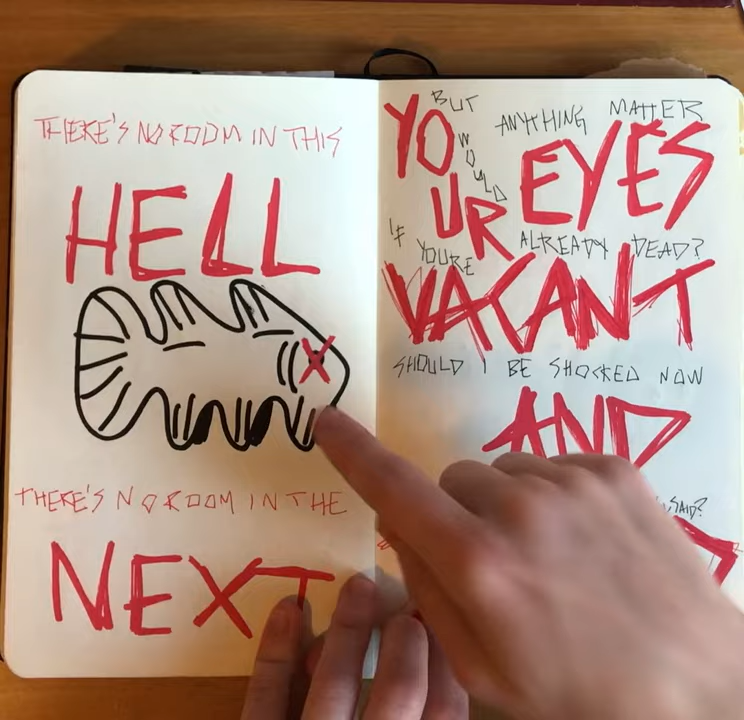 THERE'S NO ROOM IN THIS
HELL
THERE'S NO ROOM IN THE
NEXT
BUT WOULD ANYTHING MATTER
YOUR EYES
IF YOU'RE ALREADY DEAD?
VACANT
SHOULD I BE SHOCKED NOW
AND
SAID?